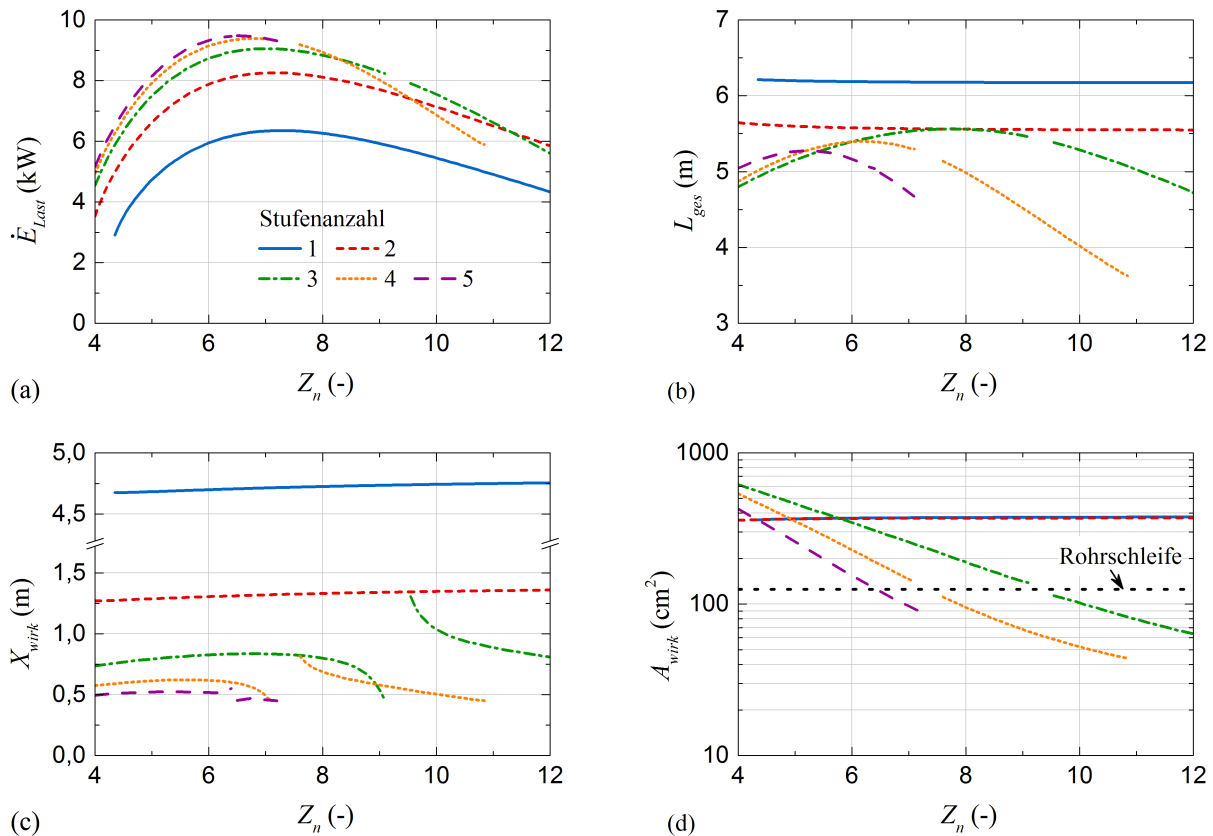 10
8
6
4
2
0
Ė_Last (kW)
Stufenanzahl
1 2
3 4 5
4 6 8 10 12
Z_n (-)
(a)
7
6
5
4
3
L_ges (m)
4 6 8 10 12
Z_n (-)
(b)
5,0
4,5
1,5
1,0
0,5
0,0
X_wirk (m)
4 6 8 10 12
Z_n (-)
(c)
1000
100
10
A_wirk (cm²)
Rohrschleife
4 6 8 10 12
Z_n (-)
(d)